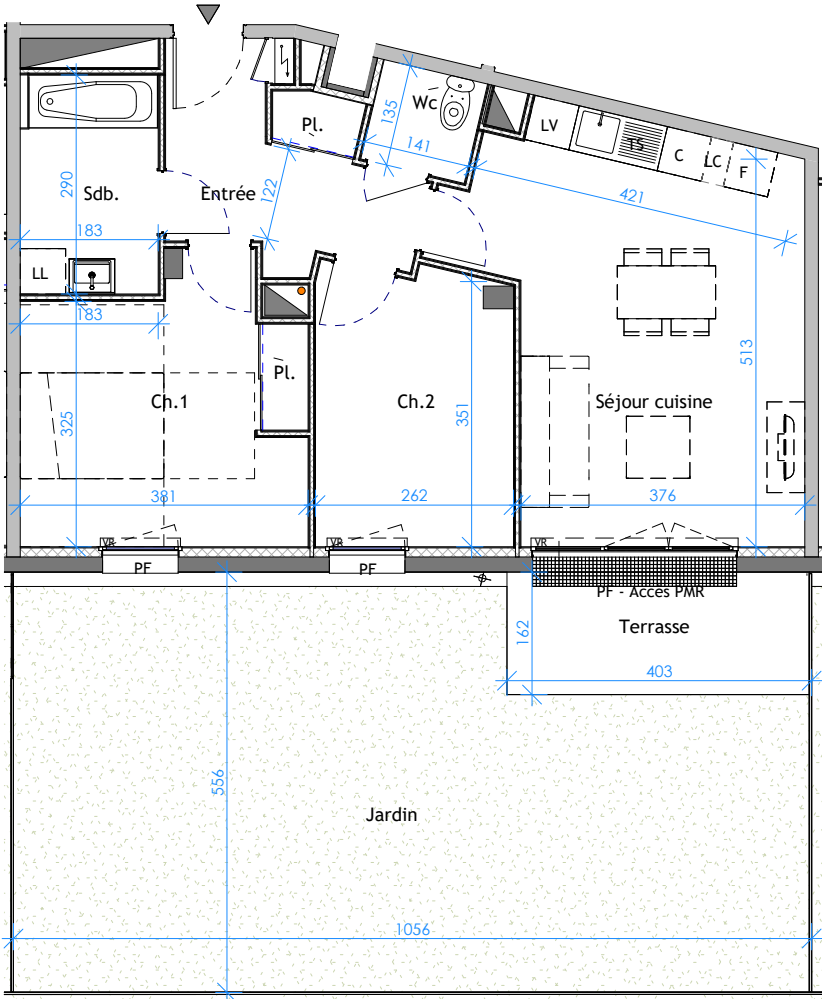 Wc
135
Pl.
141
LV
TS
C
LC
F
290
Sdb.
Entrée
122
421
183
LL
183
513
Pl.
Ch.1
Ch.2
Séjour cuisine
325
351
381
262
376
VR
VR
VR
PF
PF
PF - Accès PMR
162
Terrasse
403
556
Jardin
1056